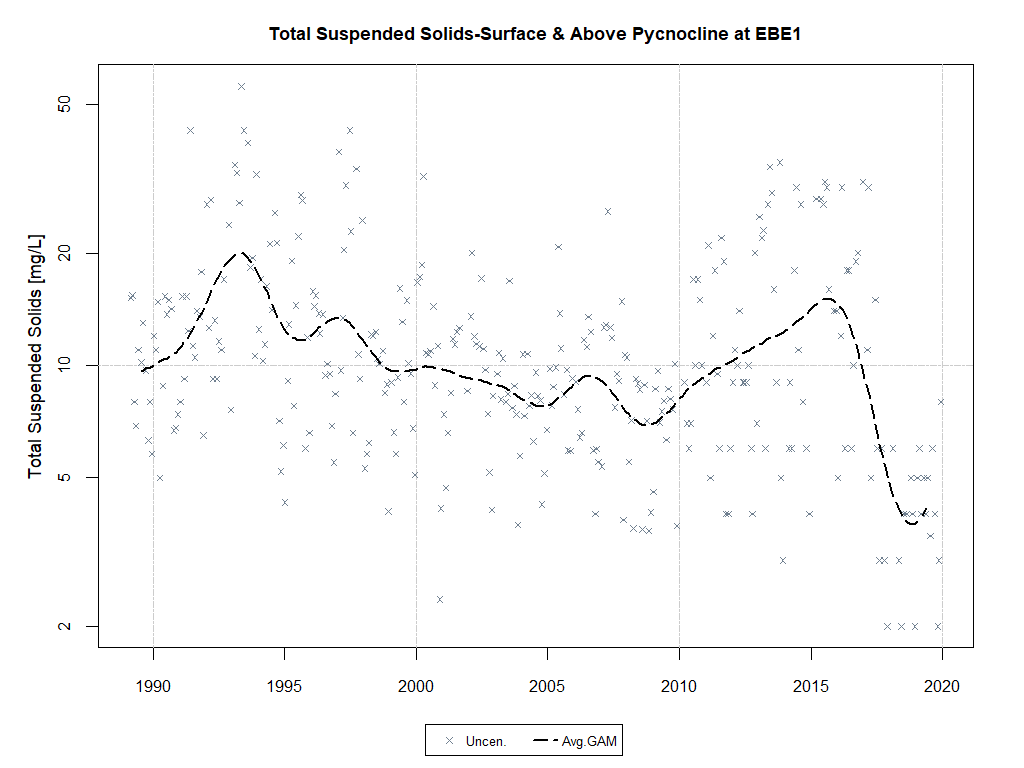 Total Suspended Solids-Surface & Above Pycnocline at EBE1
Total Suspended Solids [mg/L]
50
20
10
5
2
1990 1995 2000 2005 2010 2015 2020
Uncen. Avg.GAM